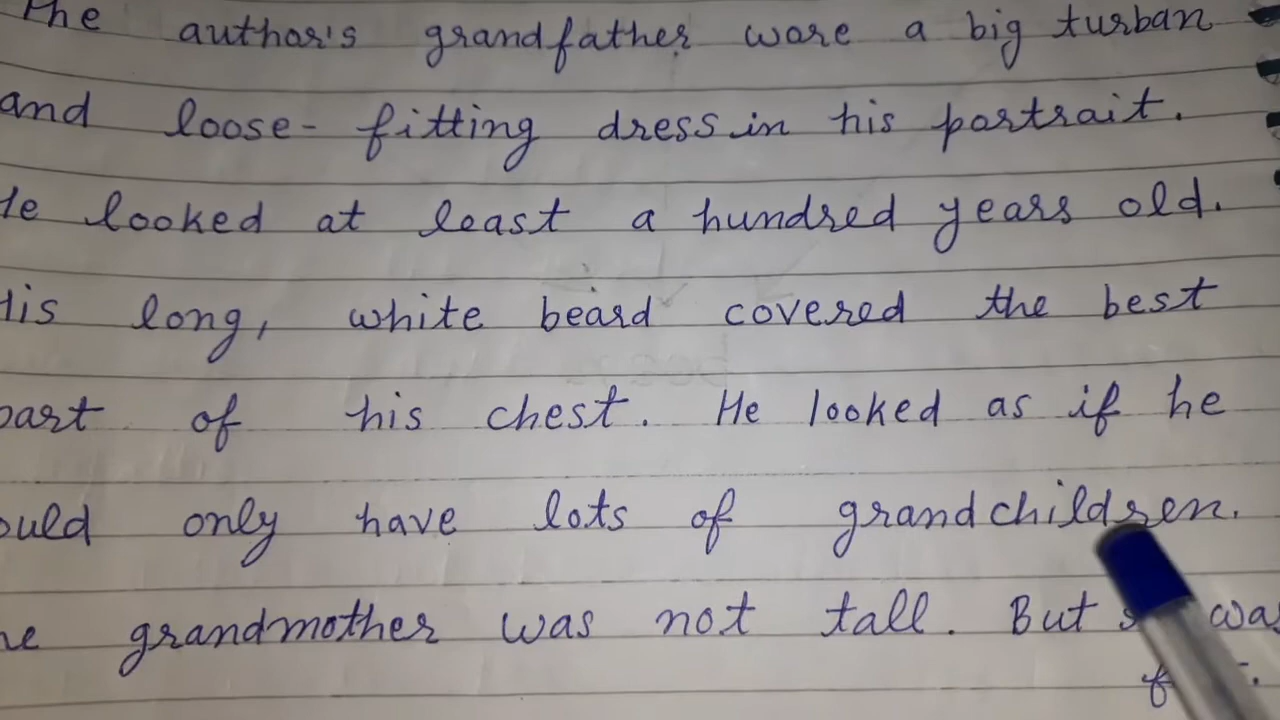 The author's grandfather wore a big turban
and loose-fitting dress in his portrait.
He looked at least a hundred years old.
His long, white beard covered the best
part of his chest. He looked as if he
could only have lots of grandchildren.
The grandmother was not tall. But was